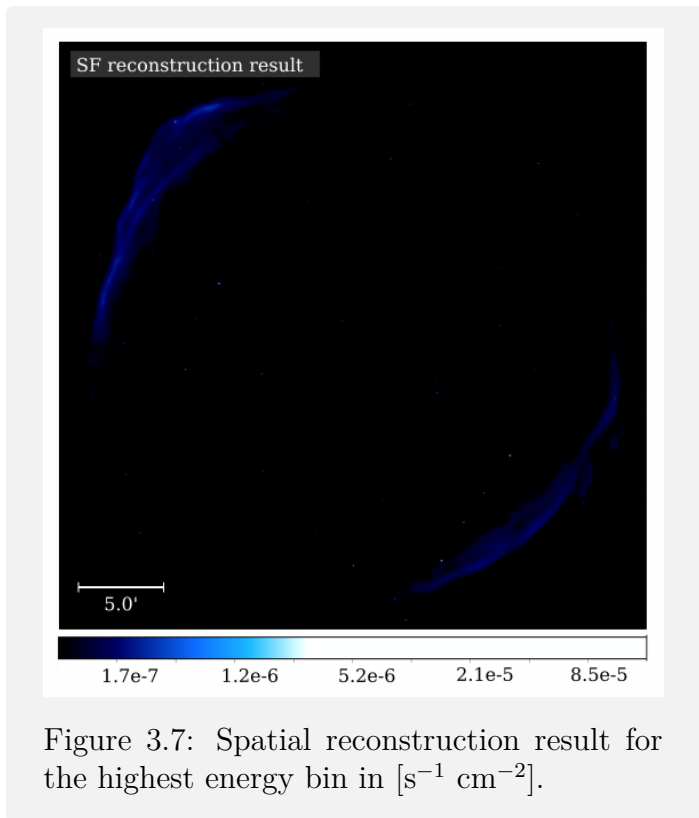 SF reconstruction result
5.0'
1.7e-7 1.2e-6 5.2e-6 2.1e-5 8.5e-5
Figure 3.7: Spatial reconstruction result for
the highest energy bin in [s⁻¹ cm⁻²].